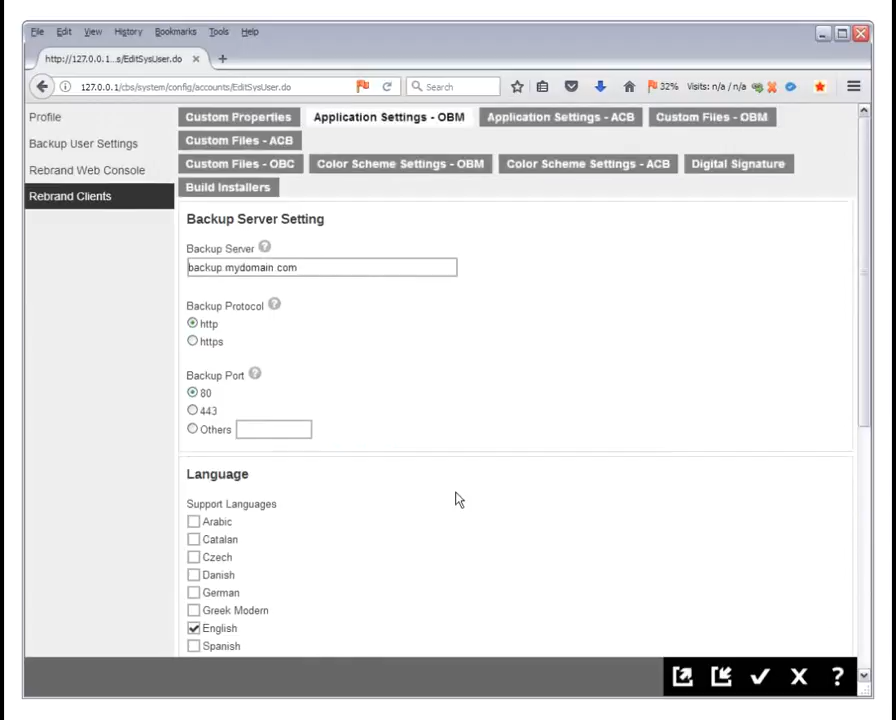 File Edit View History Bookmarks Tools Help
http://127.0.0.1...s/EditSysUser.do × +
127.0.0.1/cbs/system/config/accounts/EditSysUser.do Search 32% Visits: n/a / n/a
Profile
Backup User Settings
Rebrand Web Console
Rebrand Clients
Custom Properties Application Settings - OBM Application Settings - ACB Custom Files - OBM
Custom Files - ACB
Custom Files - OBC Color Scheme Settings - OBM Color Scheme Settings - ACB Digital Signature
Build Installers
Backup Server Setting
Backup Server ?
backup.mydomain.com
Backup Protocol ?
http
https
Backup Port ?
80
443
Others
Language
Support Languages
Arabic
Catalan
Czech
Danish
German
Greek Modern
English
Spanish
?